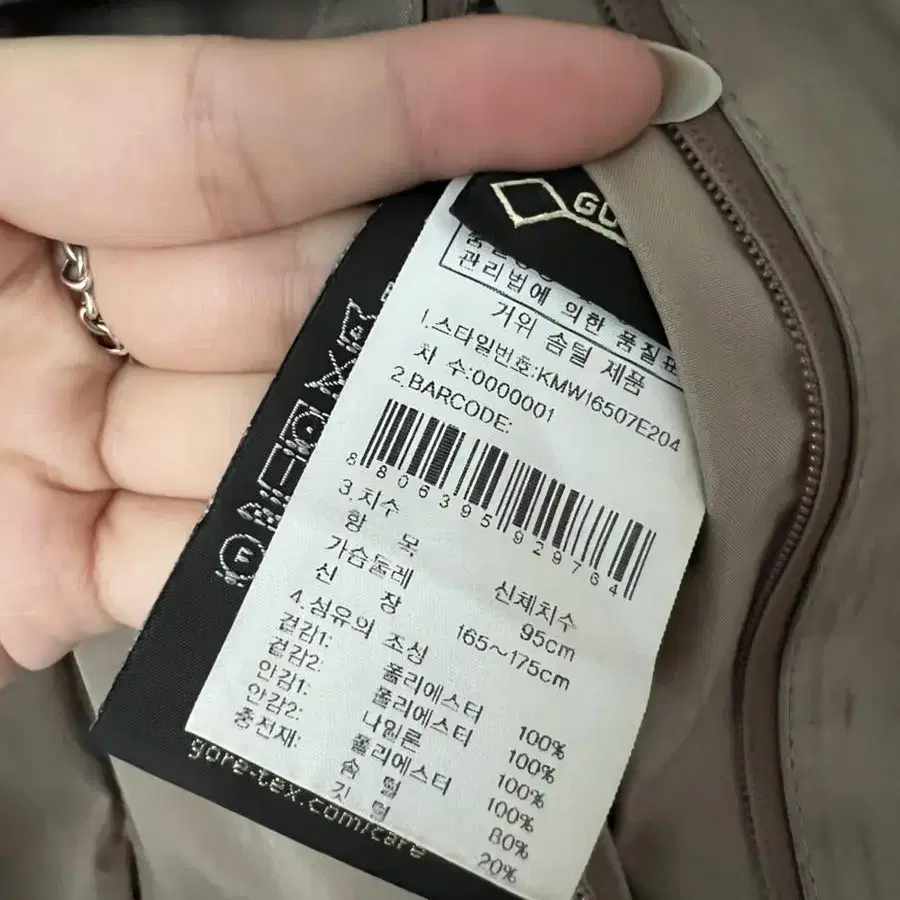 GO
관리법에 의한 품질표
거위 솜털 제품
1.스타일번호:KMW16507E204
치 수:0000001
2.BARCODE:
8806395929764
3.치수
항 목 신체치수
가슴둘레 95cm
신 장 165~175cm
4.섬유의 조성
겉감1: 폴리에스터 100%
겉감2: 폴리에스터 100%
안감1: 나일론 100%
안감2: 폴리에스터 100%
충전재: 솜 털 80%
깃 털 20%
gore-tex.com/care